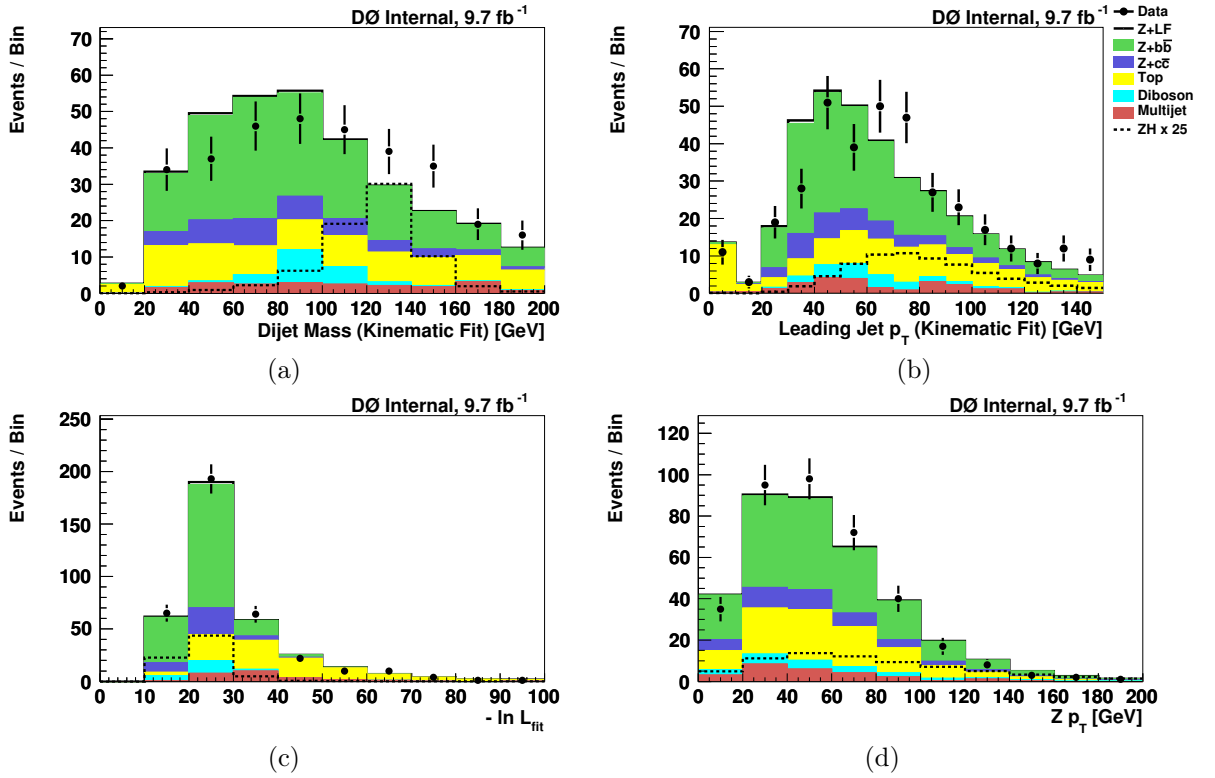 DØ Internal, 9.7 fb-1
Events / Bin
70
60
50
40
30
20
10
0
0 20 40 60 80 100 120 140 160 180 200
Dijet Mass (Kinematic Fit) [GeV]
(a)
DØ Internal, 9.7 fb-1
Events / Bin
70
60
50
40
30
20
10
0
0 20 40 60 80 100 120 140
Leading Jet pT (Kinematic Fit) [GeV]
(b)
Data
Z+LF
Z+bb̅
Z+cc̅
Top
Diboson
Multijet
ZH x 25
DØ Internal, 9.7 fb-1
Events / Bin
250
200
150
100
50
0
0 10 20 30 40 50 60 70 80 90 100
- ln Lfit
(c)
DØ Internal, 9.7 fb-1
Events / Bin
120
100
80
60
40
20
0
0 20 40 60 80 100 120 140 160 180 200
Z pT [GeV]
(d)